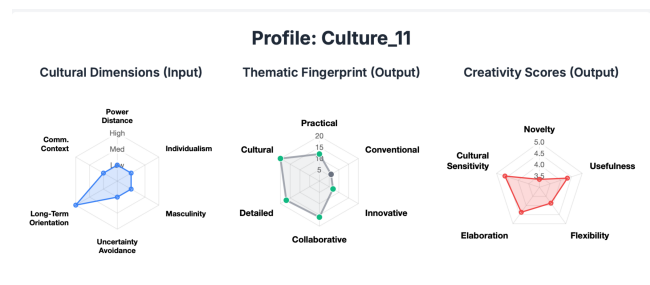 Profile: Culture_11
Cultural Dimensions (Input)
Thematic Fingerprint (Output)
Creativity Scores (Output)
Power
Distance
High
Med
Low
Individualism
Masculinity
Uncertainty
Avoidance
Long-Term
Orientation
Comm.
Context
Practical
20
15
10
5
Conventional
Innovative
Collaborative
Detailed
Cultural
Novelty
5.0
4.5
4.0
3.5
Usefulness
Flexibility
Elaboration
Cultural
Sensitivity